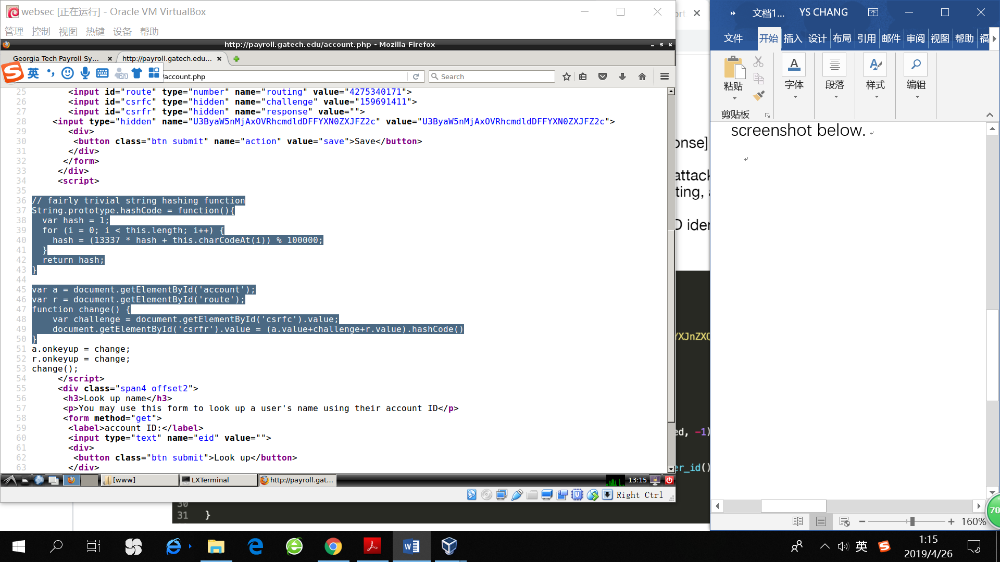 websec [正在运行] - Oracle VM VirtualBox
管理 控制 视图 热键 设备 帮助
http://payroll.gatech.edu/account.php - Mozilla Firefox
Georgia Tech Payroll Sy...
http://payroll.gatech.edu...
英
/account.php
Search
25 <input id="route" type="number" name="routing" value="4275340171">
26 <input id="csrfc" type="hidden" name="challenge" value="159691411">
27 <input id="csrfr" type="hidden" name="response" value="">
28 <input type="hidden" name="U3ByaW5nMjAxOVRhcmdldDFFYXN0ZXJFZ2c" value="U3ByaW5nMjAxOVRhcmdldDFFYXN0ZXJFZ2c">
29 <div>
30 <button class="btn submit" name="action" value="save">Save</button>
31 </div>
32 </form>
33 </div>
34 <script>
35
36 // fairly trivial string hashing function
37 String.prototype.hashCode = function(){
38 var hash = 1;
39 for (i = 0; i < this.length; i++) {
40 hash = (13337 * hash + this.charCodeAt(i)) % 100000;
41 }
42 return hash;
43 }
44
45 var a = document.getElementById('account');
46 var r = document.getElementById('route');
47 function change() {
48 var challenge = document.getElementById('csrfc').value;
49 document.getElementById('csrfr').value = (a.value+challenge+r.value).hashCode()
50 }
51 a.onkeyup = change;
52 r.onkeyup = change;
53 change();
54 </script>
55 <div class="span4 offset2">
56 <h3>Look up name</h3>
57 <p>You may use this form to look up a user's name using their account ID</p>
58 <form method="get">
59 <label>account ID:</label>
60 <input type="text" name="eid" value="">
61 <div>
62 <button class="btn submit">Look up</button>
63 </div>
[www]
LXTerminal
http://payroll.gat...
13:15
Right Ctrl
30
31 }
ort
onse]
attack
ting, a
D iden
YXJnZXQ
ed, -1)
er_id()
文档1... YS CHANG
文件 开始 插入 设计 布局 引用 邮件 审阅 视图 帮助 福
粘贴 字体 段落 样式 编辑
剪贴板
screenshot below.
70
160%
英
1:15
2019/4/26